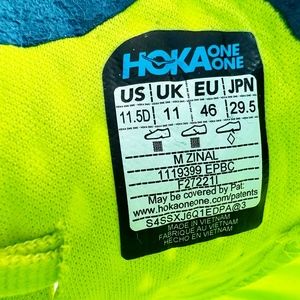 HOKA ONE ONE
US UK EU JPN
11.5D 11 46 29.5
M ZINAL
1119399 EPBC
F27221I
May be covered by Pat:
www.hokaoneone.com/patents
S4SSXJ6Q1EDPA@3
MADE IN VIETNAM
FABRIQUÉ AU VIETNAM
HECHO EN VIETNAM